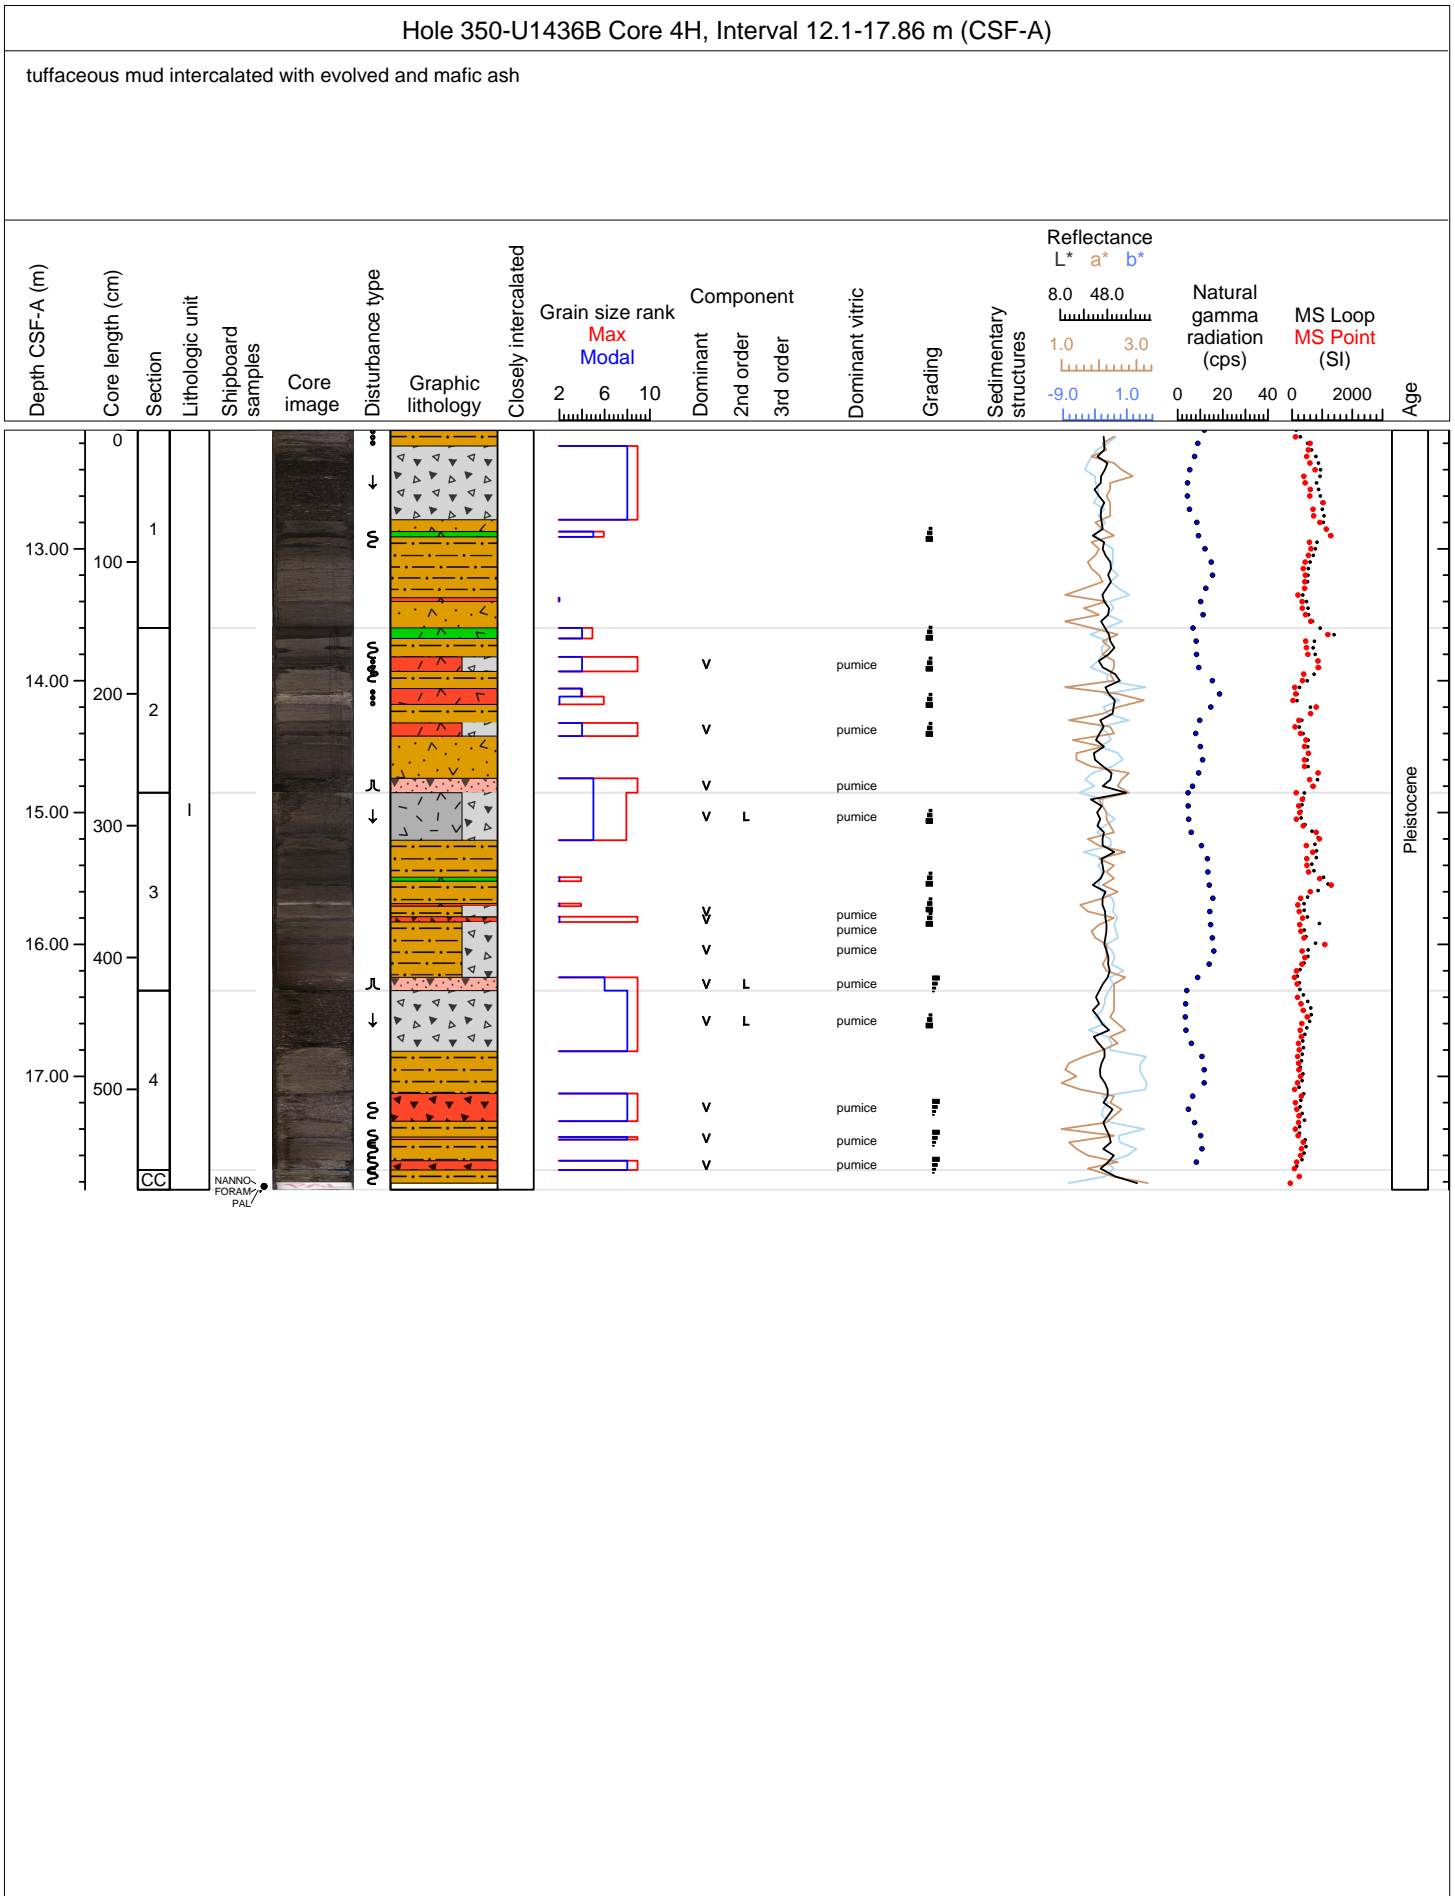 Hole 350-U1436B Core 4H, Interval 12.1-17.86 m (CSF-A)
tuffaceous mud intercalated with evolved and mafic ash
Depth CSF-A (m)
Core length (cm)
Section
Lithologic unit
Shipboard
samples
Core
image
Disturbance type
Graphic
lithology
Closely intercalated
Grain size rank
Max
Modal
2 6 10
Component
Dominant
2nd order
3rd order
Dominant vitric
Grading
Sedimentary
structures
Reflectance
L* a* b*
8.0 48.0
1.0 3.0
-9.0 1.0
Natural
gamma
radiation
(cps)
0 20 40
MS Loop
MS Point
(SI)
0 2000
Age
0
1
13.00
100
V pumice
14.00
200
2
V pumice
V pumice
15.00
I
300
V L pumice
Pleistocene
3
V pumice
V
pumice
16.00
400
V pumice
V L pumice
V L pumice
17.00
4
500
V pumice
V pumice
V pumice
CC
NANNO
FORAM
PAL